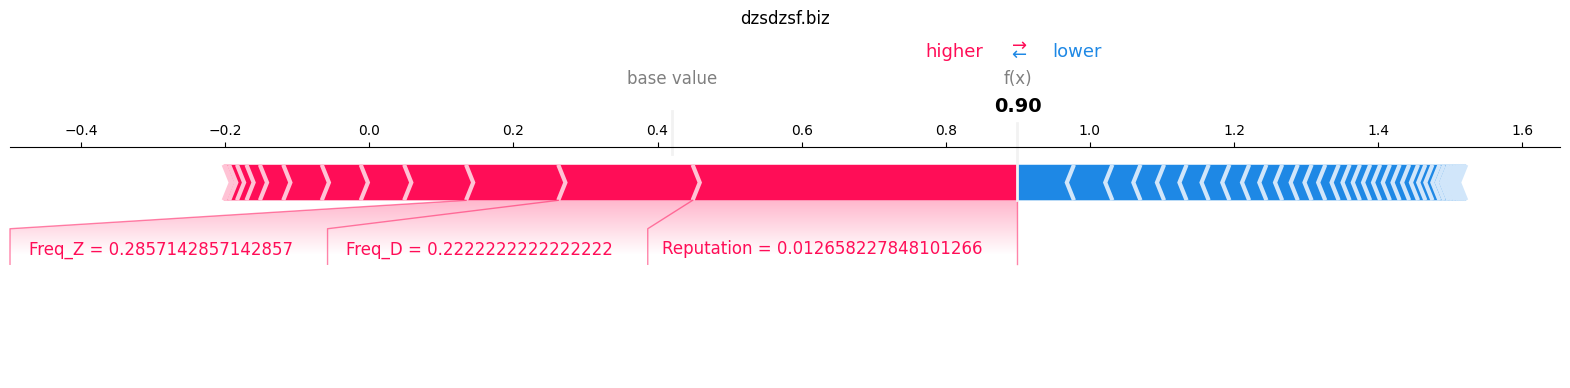 dzsdzsf.biz
higher ⇄ lower
base value f(x)
0.90
−0.4 −0.2 0.0 0.2 0.4 0.6 0.8 1.0 1.2 1.4 1.6
Freq_Z = 0.2857142857142857 Freq_D = 0.2222222222222222 Reputation = 0.012658227848101266